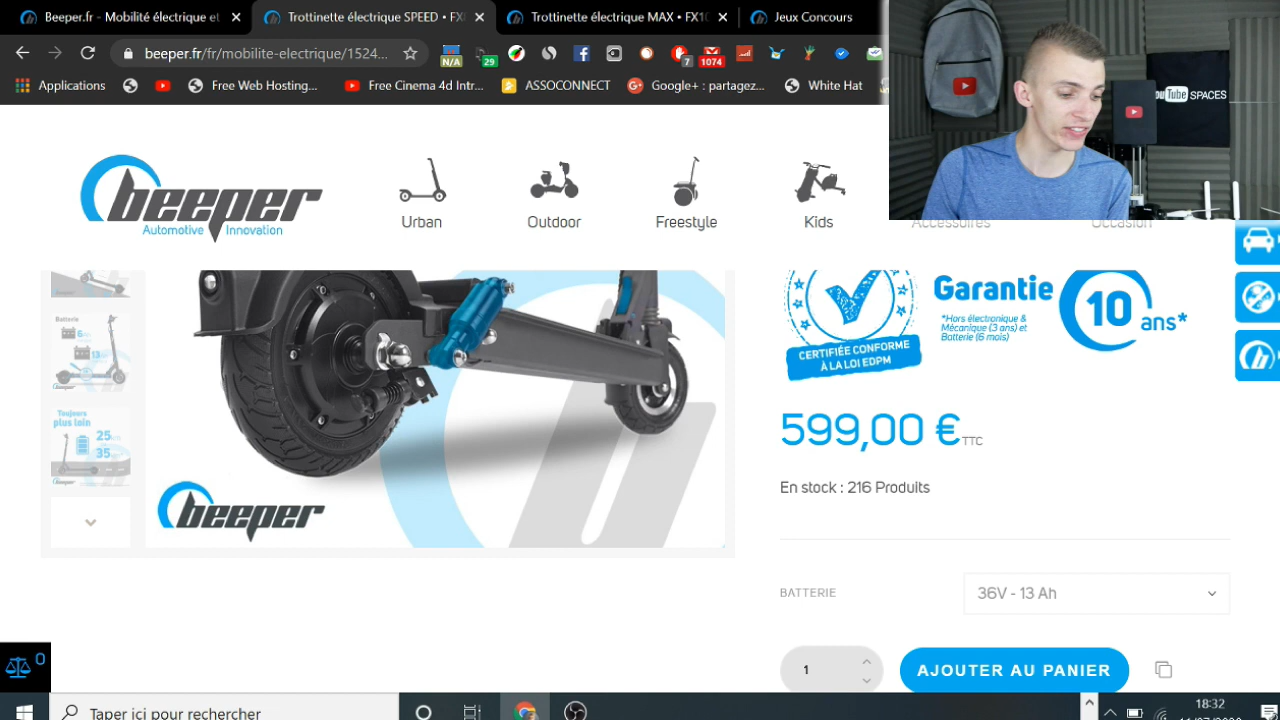 Beeper.fr - Mobilité électrique et
Trottinette électrique SPEED • FX
Trottinette électrique MAX • FX1
Jeux Concours
beeper.fr/fr/mobilite-electrique/1524...
N/A
29
7
1074
Applications
Free Web Hosting...
Free Cinema 4d Intr...
ASSOCONNECT
Google+ : partagez...
White Hat
YouTube SPACES
beeper
Automotive Innovation
Urban
Outdoor
Freestyle
Kids
Accessoires
Occasion
Batterie
6
13
Toujours
plus loin
25
35
beeper
CERTIFIÉE CONFORME
À LA LOI EDPM
Garantie
*Hors électronique &
Mécanique (3 ans) et
Batterie (6 mois)
10 ans*
599,00 € TTC
En stock : 216 Produits
BATTERIE
36V - 13 Ah
1
AJOUTER AU PANIER
0
Taper ici pour rechercher
18:32